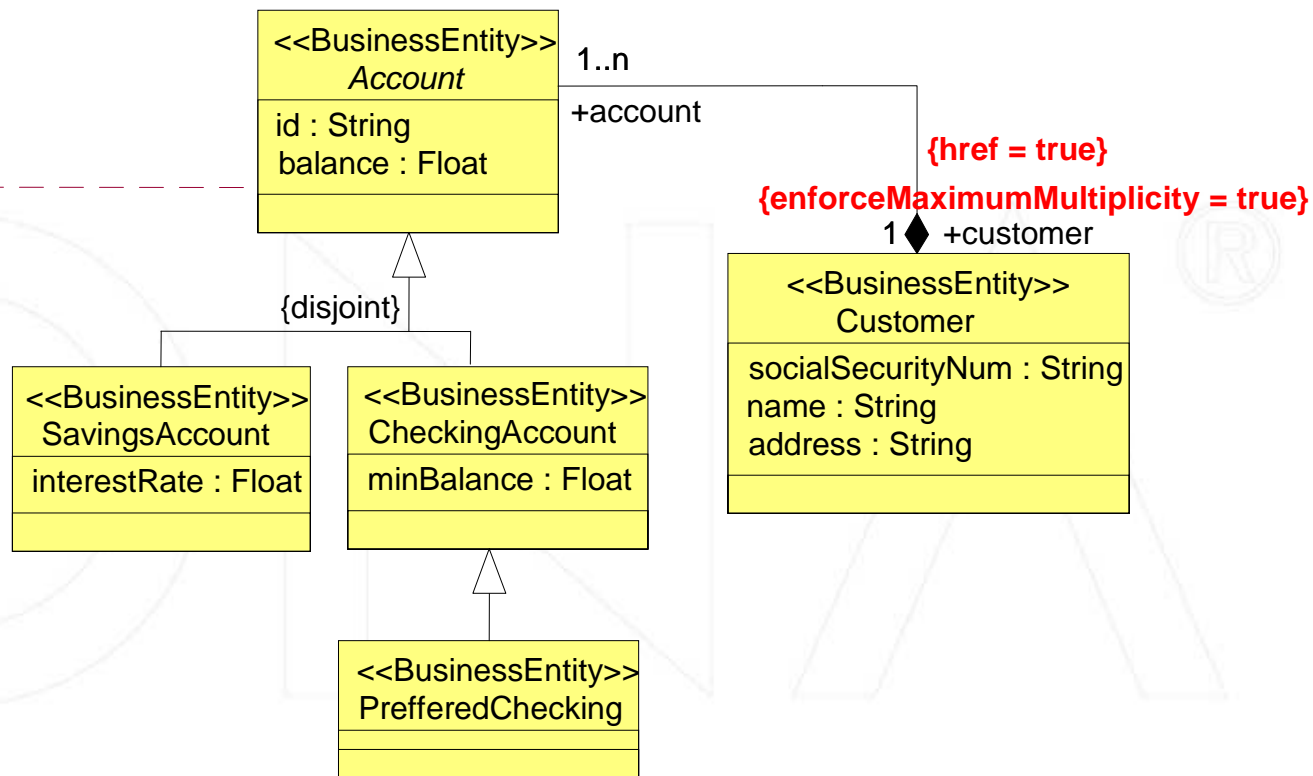 <<BusinessEntity>>
Account
id : String
balance : Float
1..n
+account
{href = true}
{enforceMaximumMultiplicity = true}
1
+customer
<<BusinessEntity>>
Customer
socialSecurityNum : String
name : String
address : String
{disjoint}
<<BusinessEntity>>
SavingsAccount
interestRate : Float
<<BusinessEntity>>
CheckingAccount
minBalance : Float
<<BusinessEntity>>
PrefferedChecking
ONA
®